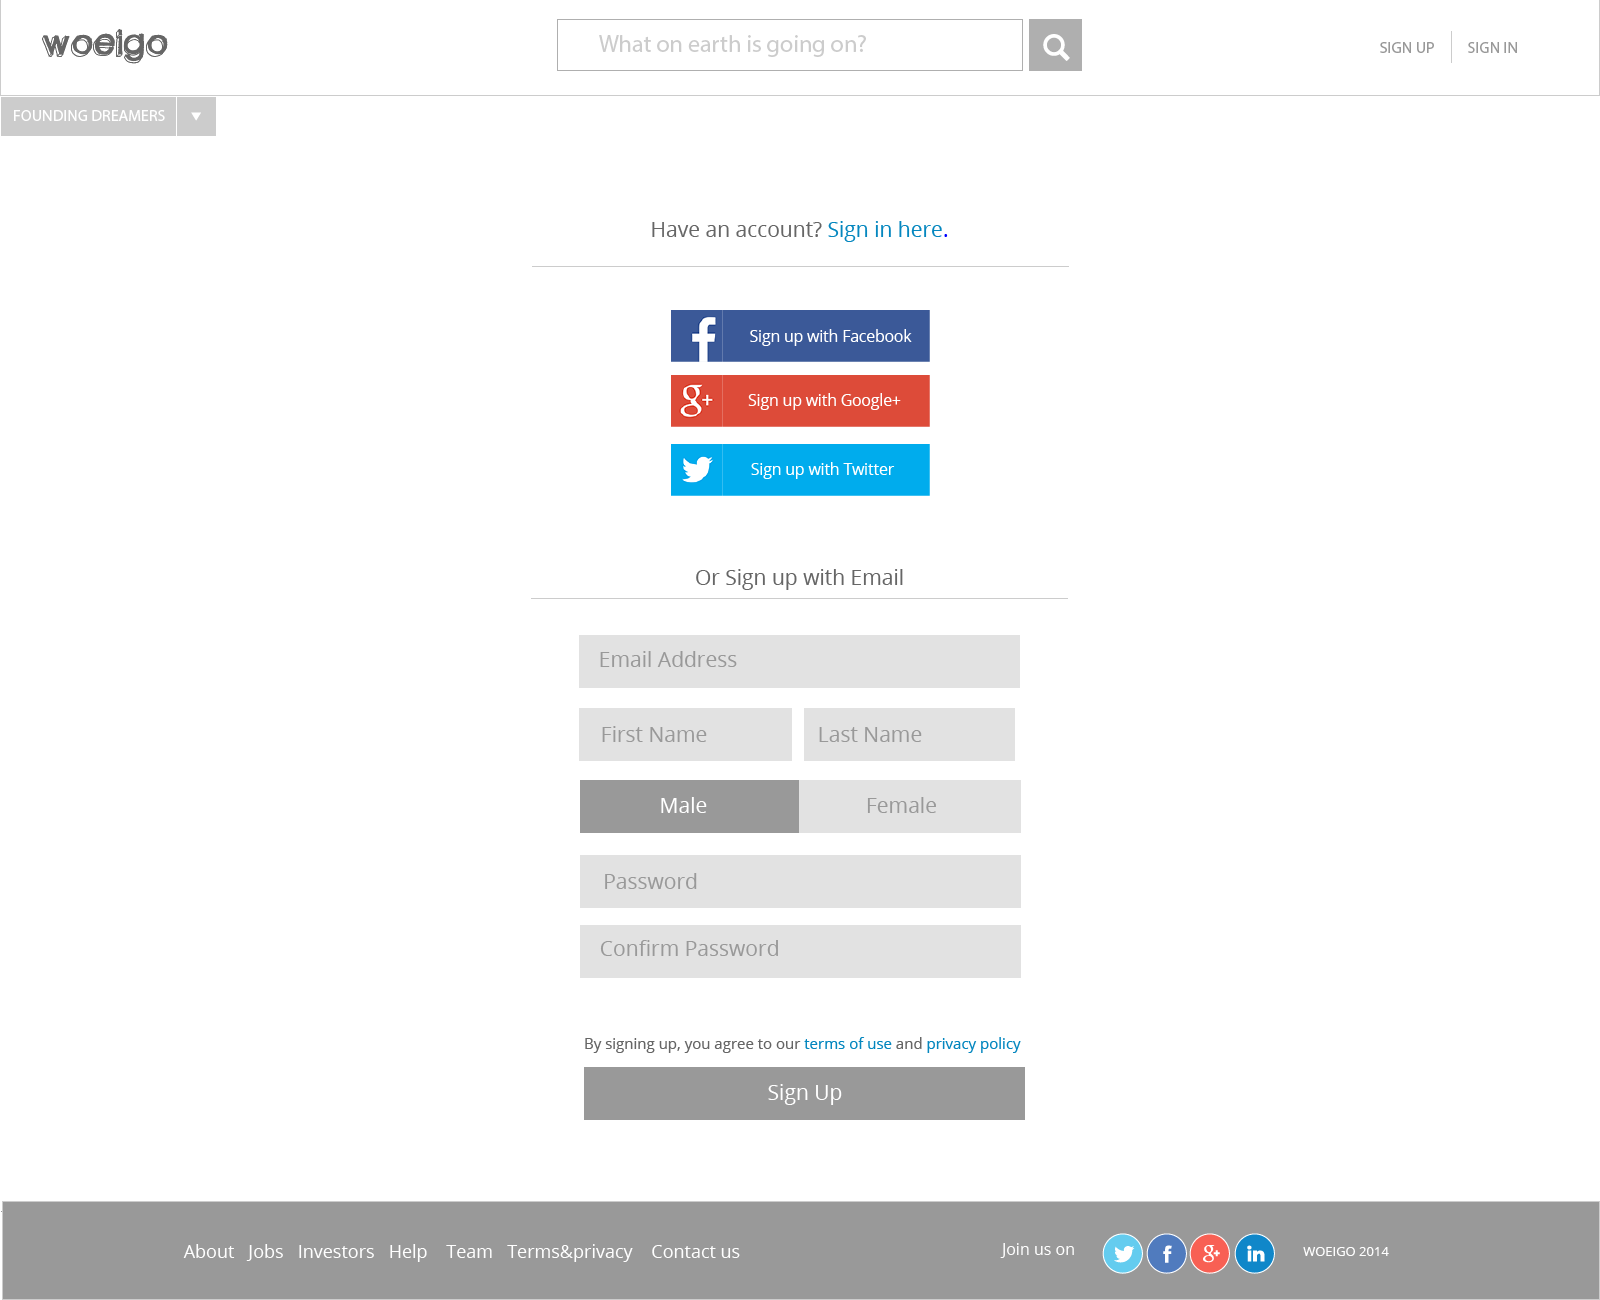 woeigo
What on earth is going on?
SIGN UP
SIGN IN
FOUNDING DREAMERS
Have an account? Sign in here.
Sign up with Facebook
Sign up with Google+
Sign up with Twitter
Or Sign up with Email
Email Address
First Name
Last Name
Male
Female
Password
Confirm Password
By signing up, you agree to our terms of use and privacy policy
Sign Up
About Jobs Investors Help Team Terms&privacy Contact us
Join us on
WOEIGO 2014